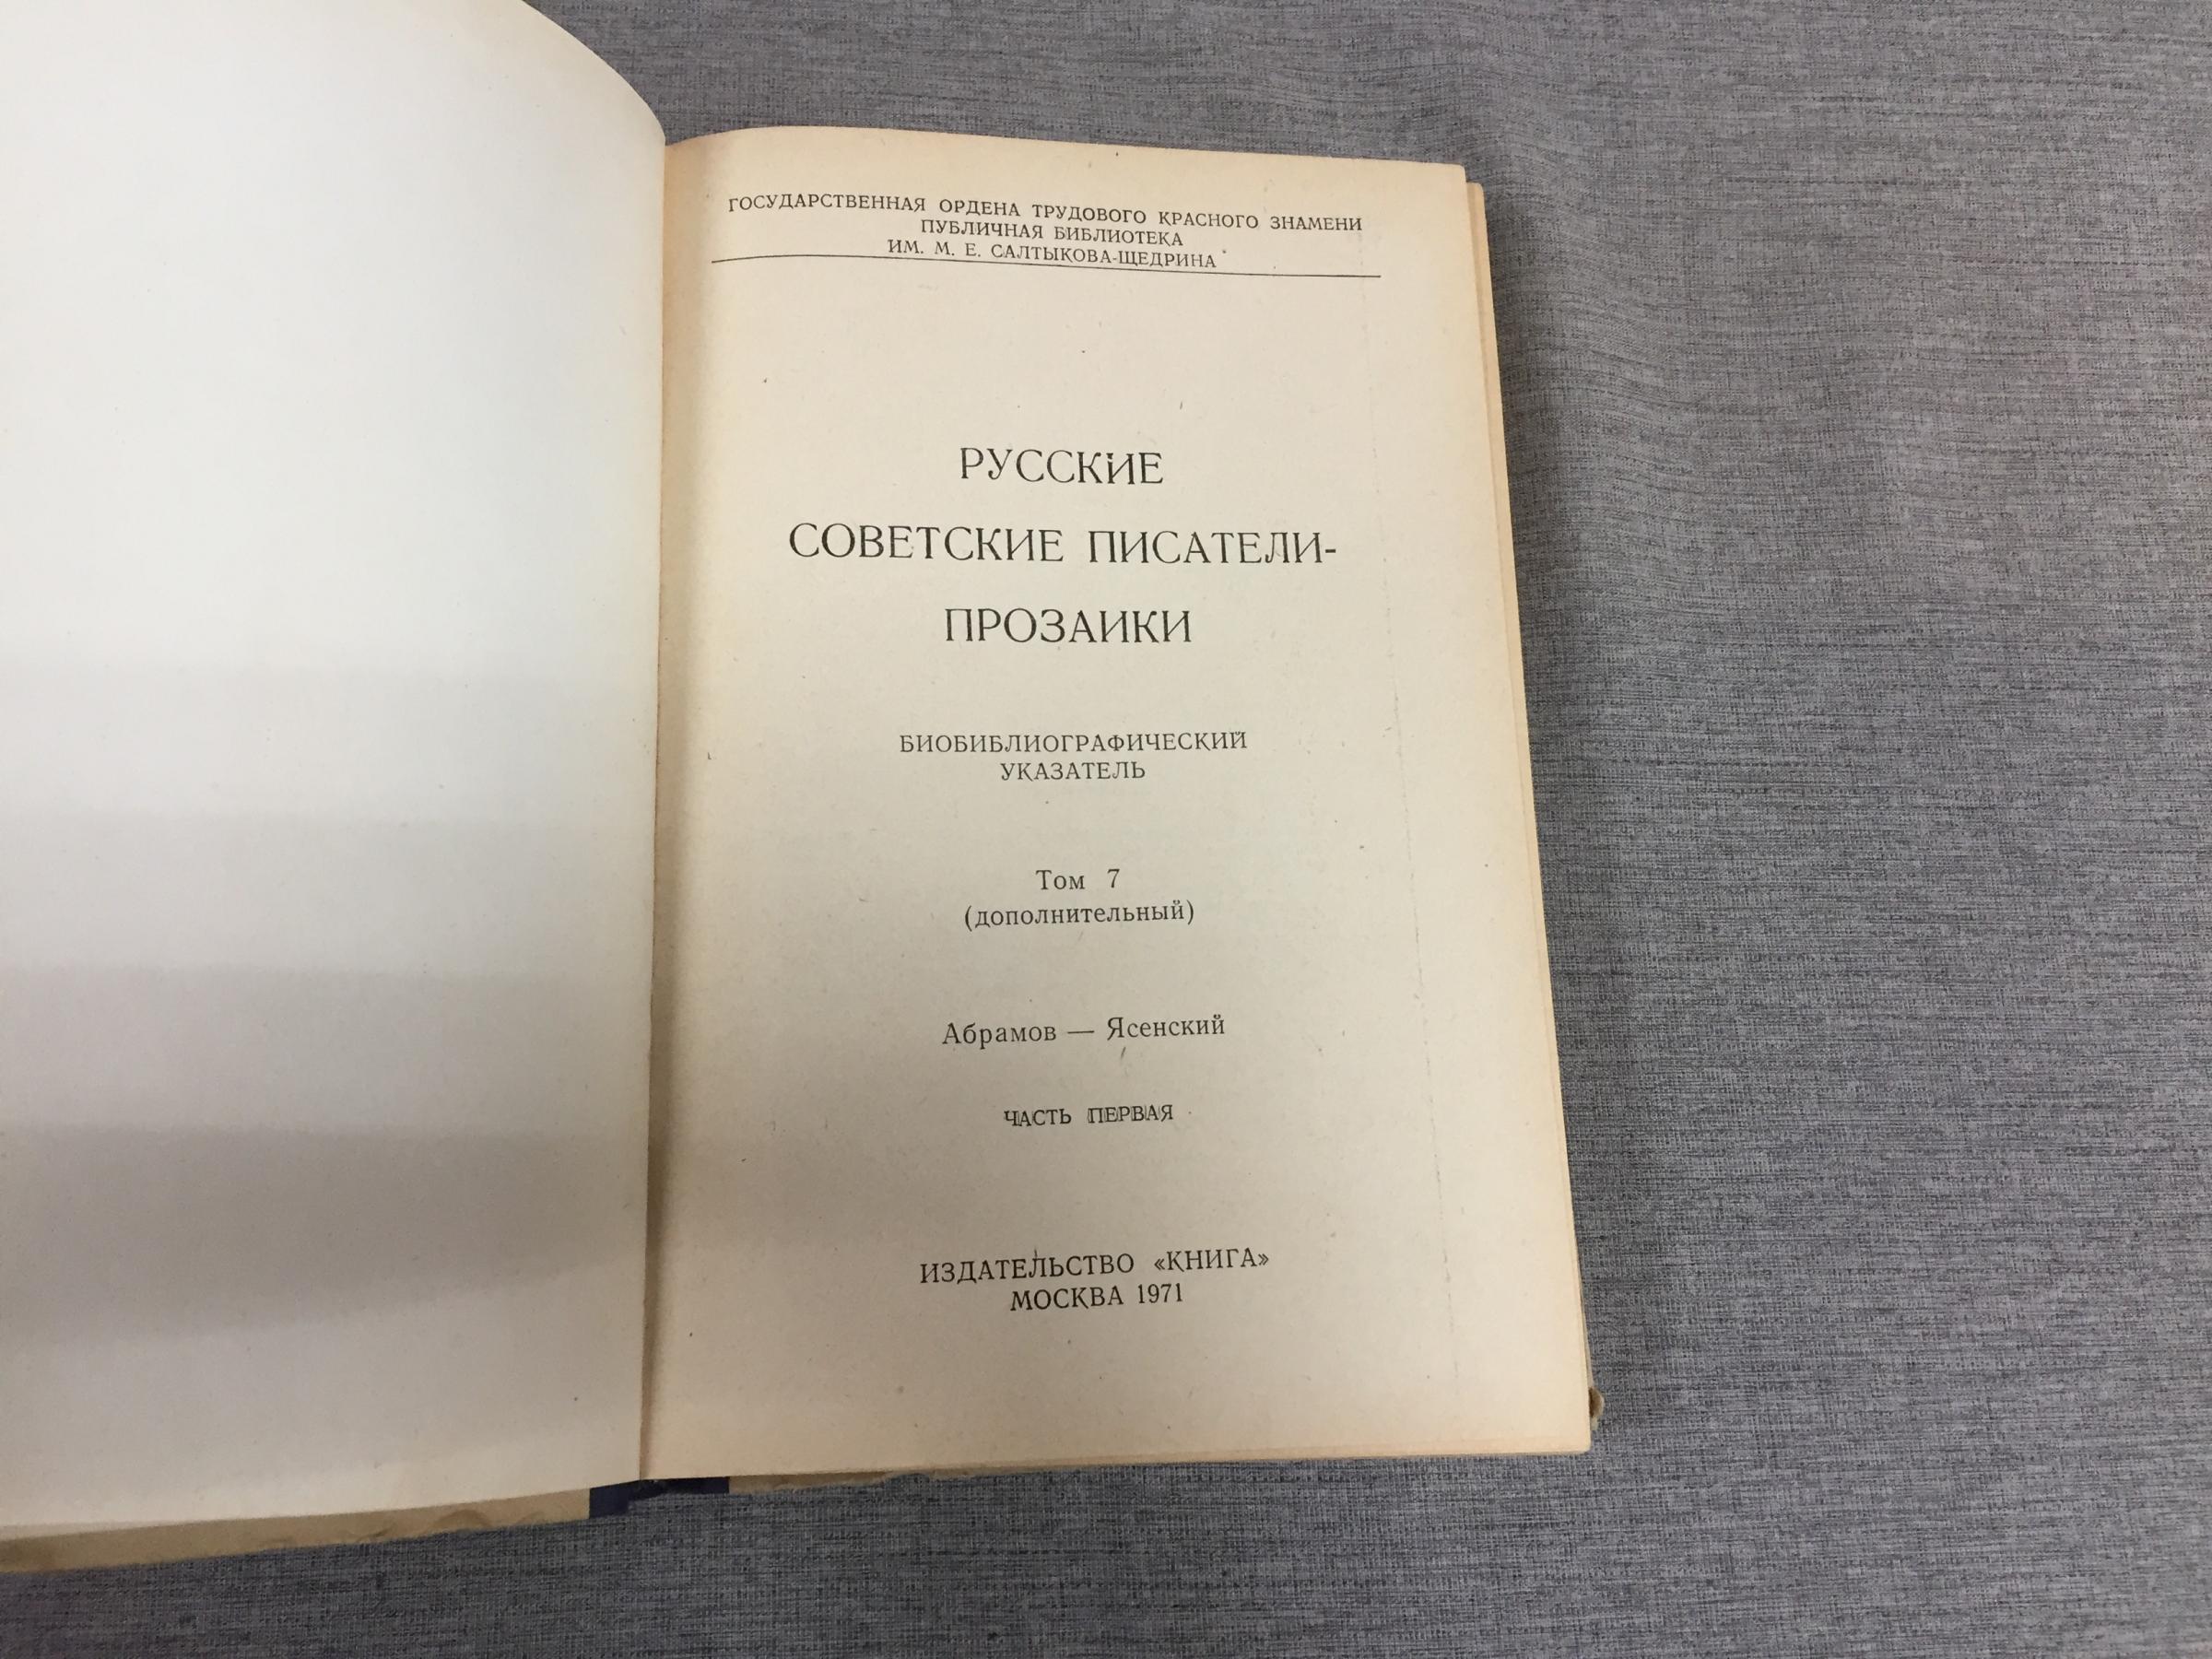 ГОСУДАРСТВЕННАЯ ОРДЕНА ТРУДОВОГО КРАСНОГО ЗНАМЕНИ
ПУБЛИЧНАЯ БИБЛИОТЕКА
ИМ. М. Е. САЛТЫКОВА-ЩЕДРИНА
РУССКИЕ
СОВЕТСКИЕ ПИСАТЕЛИ-
ПРОЗАИКИ
БИОБИБЛИОГРАФИЧЕСКИЙ
УКАЗАТЕЛЬ
Том 7
(дополнительный)
Абрамов — Ясенский
ЧАСТЬ ПЕРВАЯ
ИЗДАТЕЛЬСТВО «КНИГА»
МОСКВА 1971